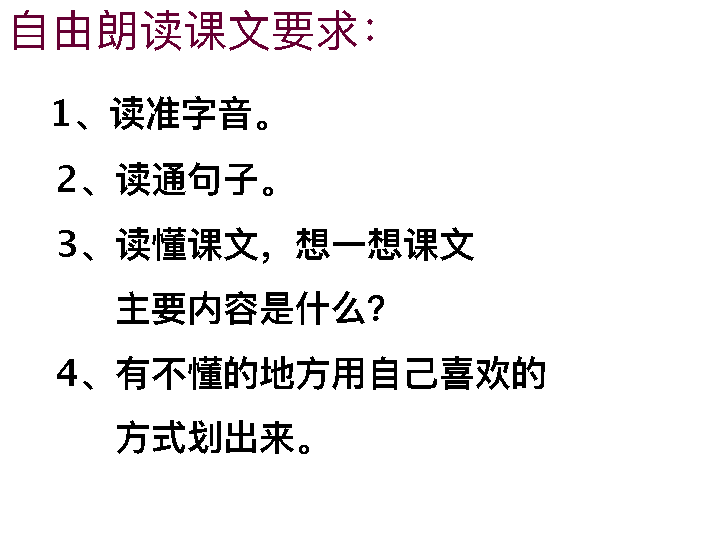 自由朗读课文要求：
1、读准字音。
2、读通句子。
3、读懂课文，想一想课文
主要内容是什么？
4、有不懂的地方用自己喜欢的
方式划出来。